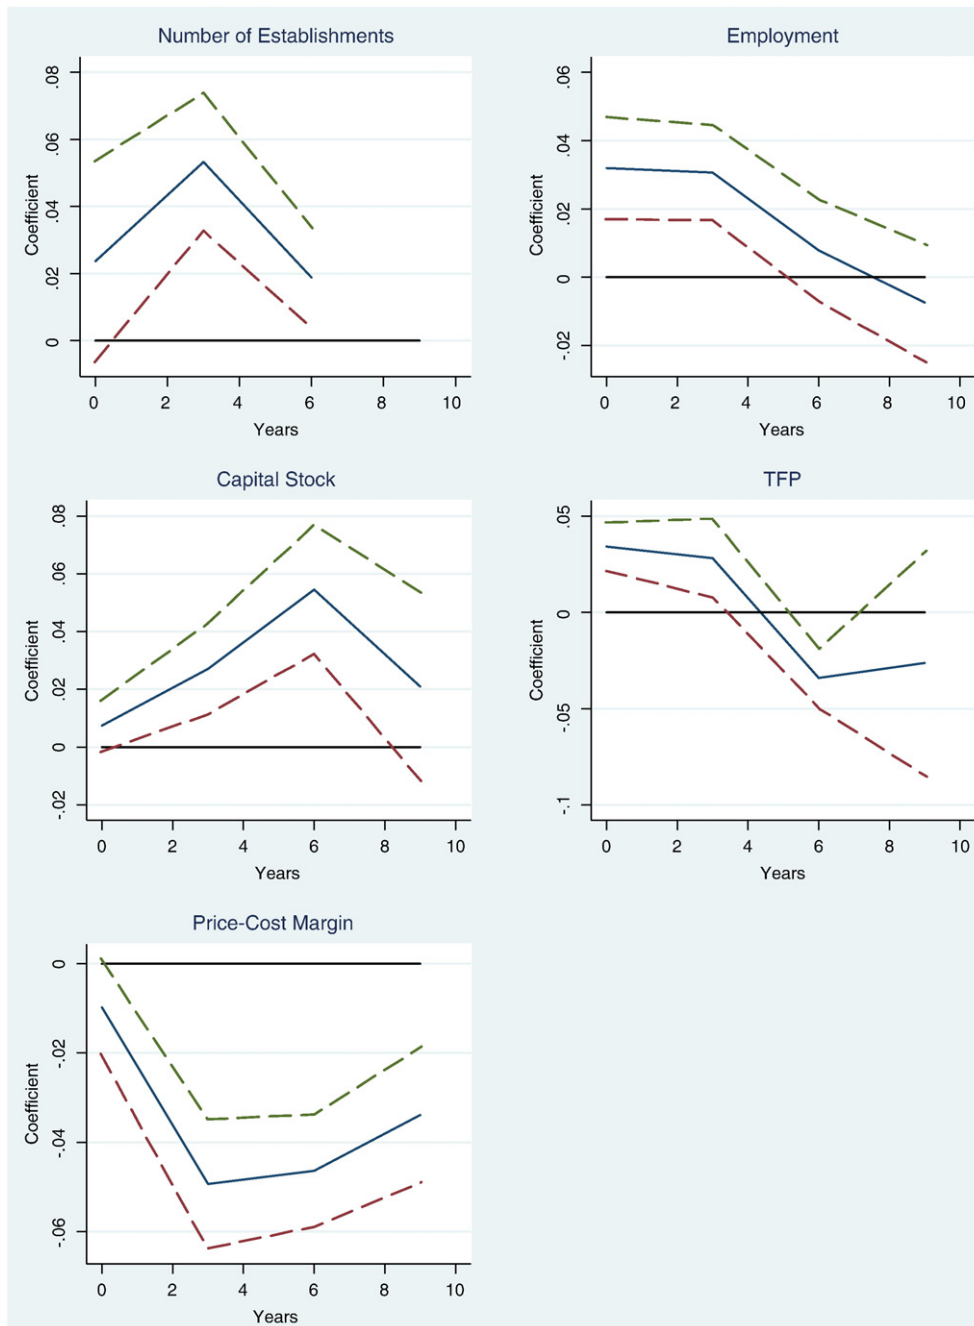 Number of Establishments
Coefficient
.08
.06
.04
.02
0
0 2 4 6 8 10
Years
Employment
Coefficient
.06
.04
.02
0
-.02
0 2 4 6 8 10
Years
Capital Stock
Coefficient
.08
.06
.04
.02
0
-.02
0 2 4 6 8 10
Years
TFP
Coefficient
.05
0
-.05
-.1
0 2 4 6 8 10
Years
Price-Cost Margin
Coefficient
0
-.02
-.04
-.06
0 2 4 6 8 10
Years